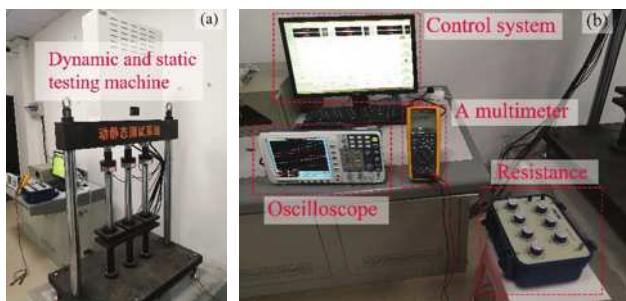 (a)
Dynamic and static
testing machine
动静态测试系统
(b)
Control system
A multimeter
Oscilloscope
Resistance